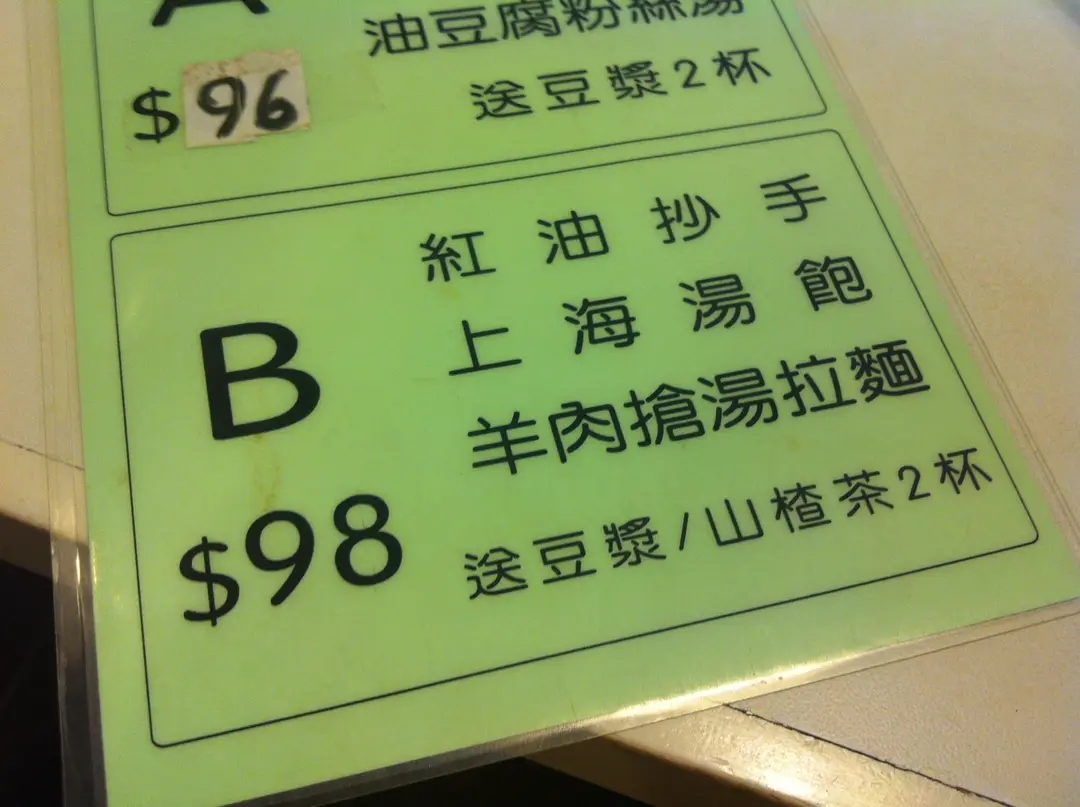 A
油豆腐粉絲湯
$96
送豆漿2杯
B
紅油抄手
上海湯飽
羊肉搶湯拉麵
$98
送豆漿/山楂茶2杯